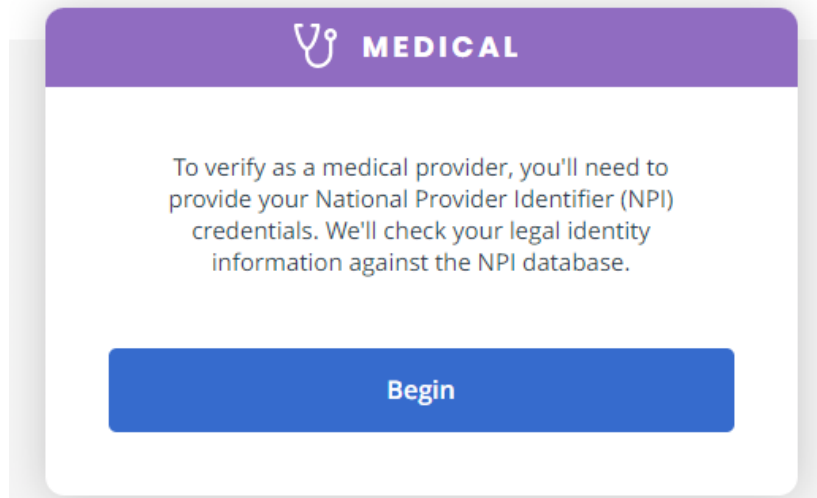 MEDICAL
To verify as a medical provider, you'll need to
provide your National Provider Identifier (NPI)
credentials. We'll check your legal identity
information against the NPI database.
Begin